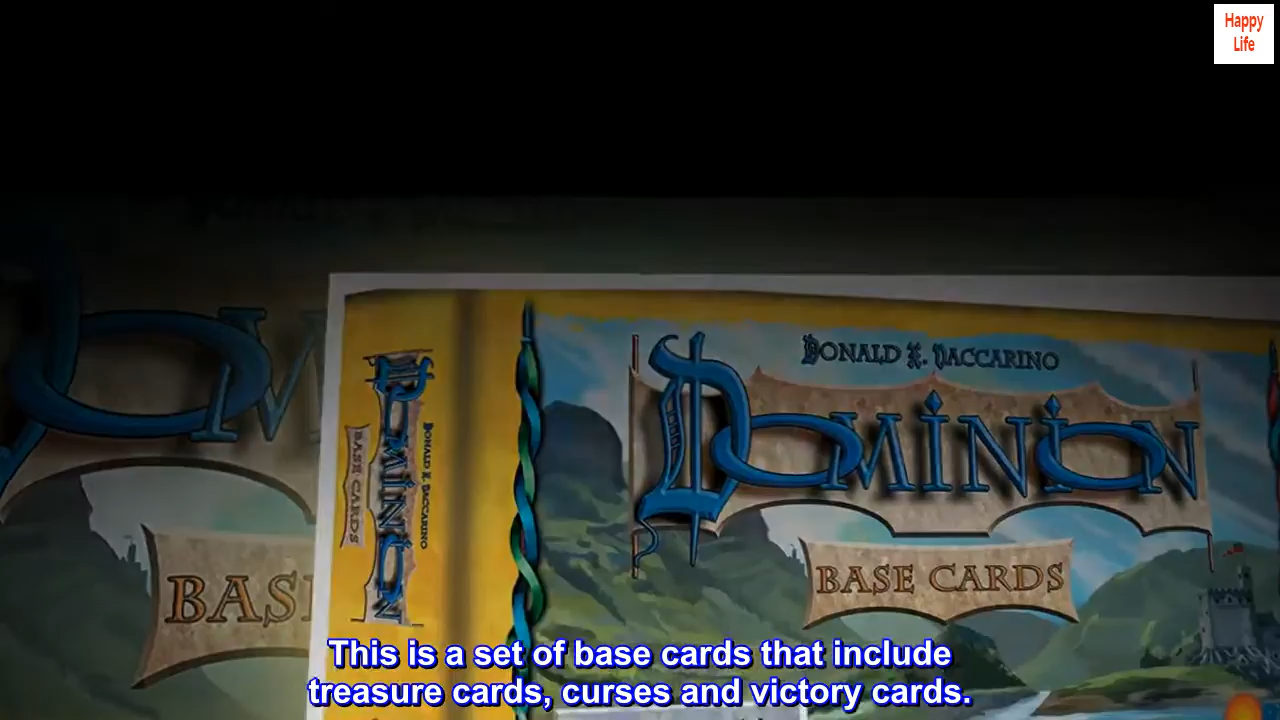 Happy
Life
DONALD X. VACCARINO
DOMINION
BASE CARDS
DONALD X. VACCARINO
DOMINION
BASE CARDS
BAS
This is a set of base cards that include
treasure cards, curses and victory cards.